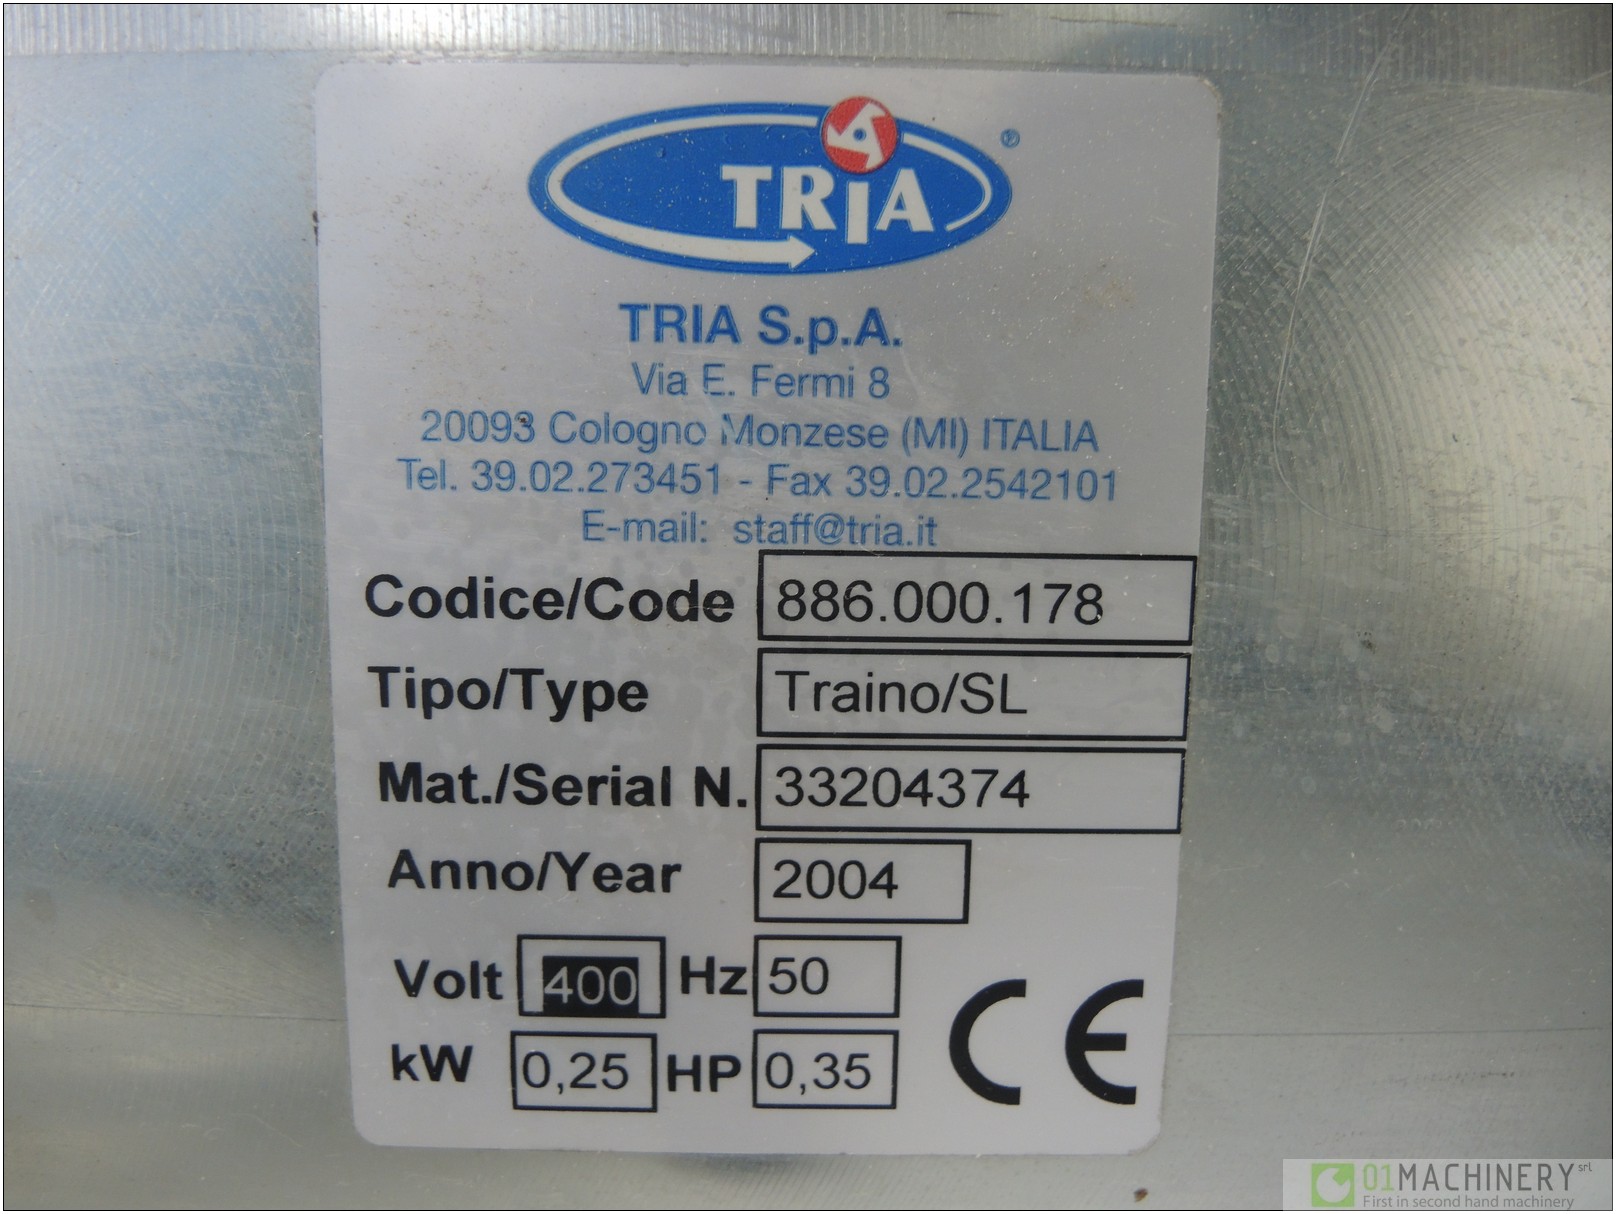 TRIA ®
TRIA S.p.A.
Via E. Fermi 8
20093 Cologno Monzese (MI) ITALIA
Tel. 39.02.273451 - Fax 39.02.2542101
E-mail: staff@tria.it
Codice/Code 886.000.178
Tipo/Type Traino/SL
Mat./Serial N. 33204374
Anno/Year 2004
Volt 400 Hz 50
kW 0,25 HP 0,35
CE
01MACHINERY srl
First in second hand machinery